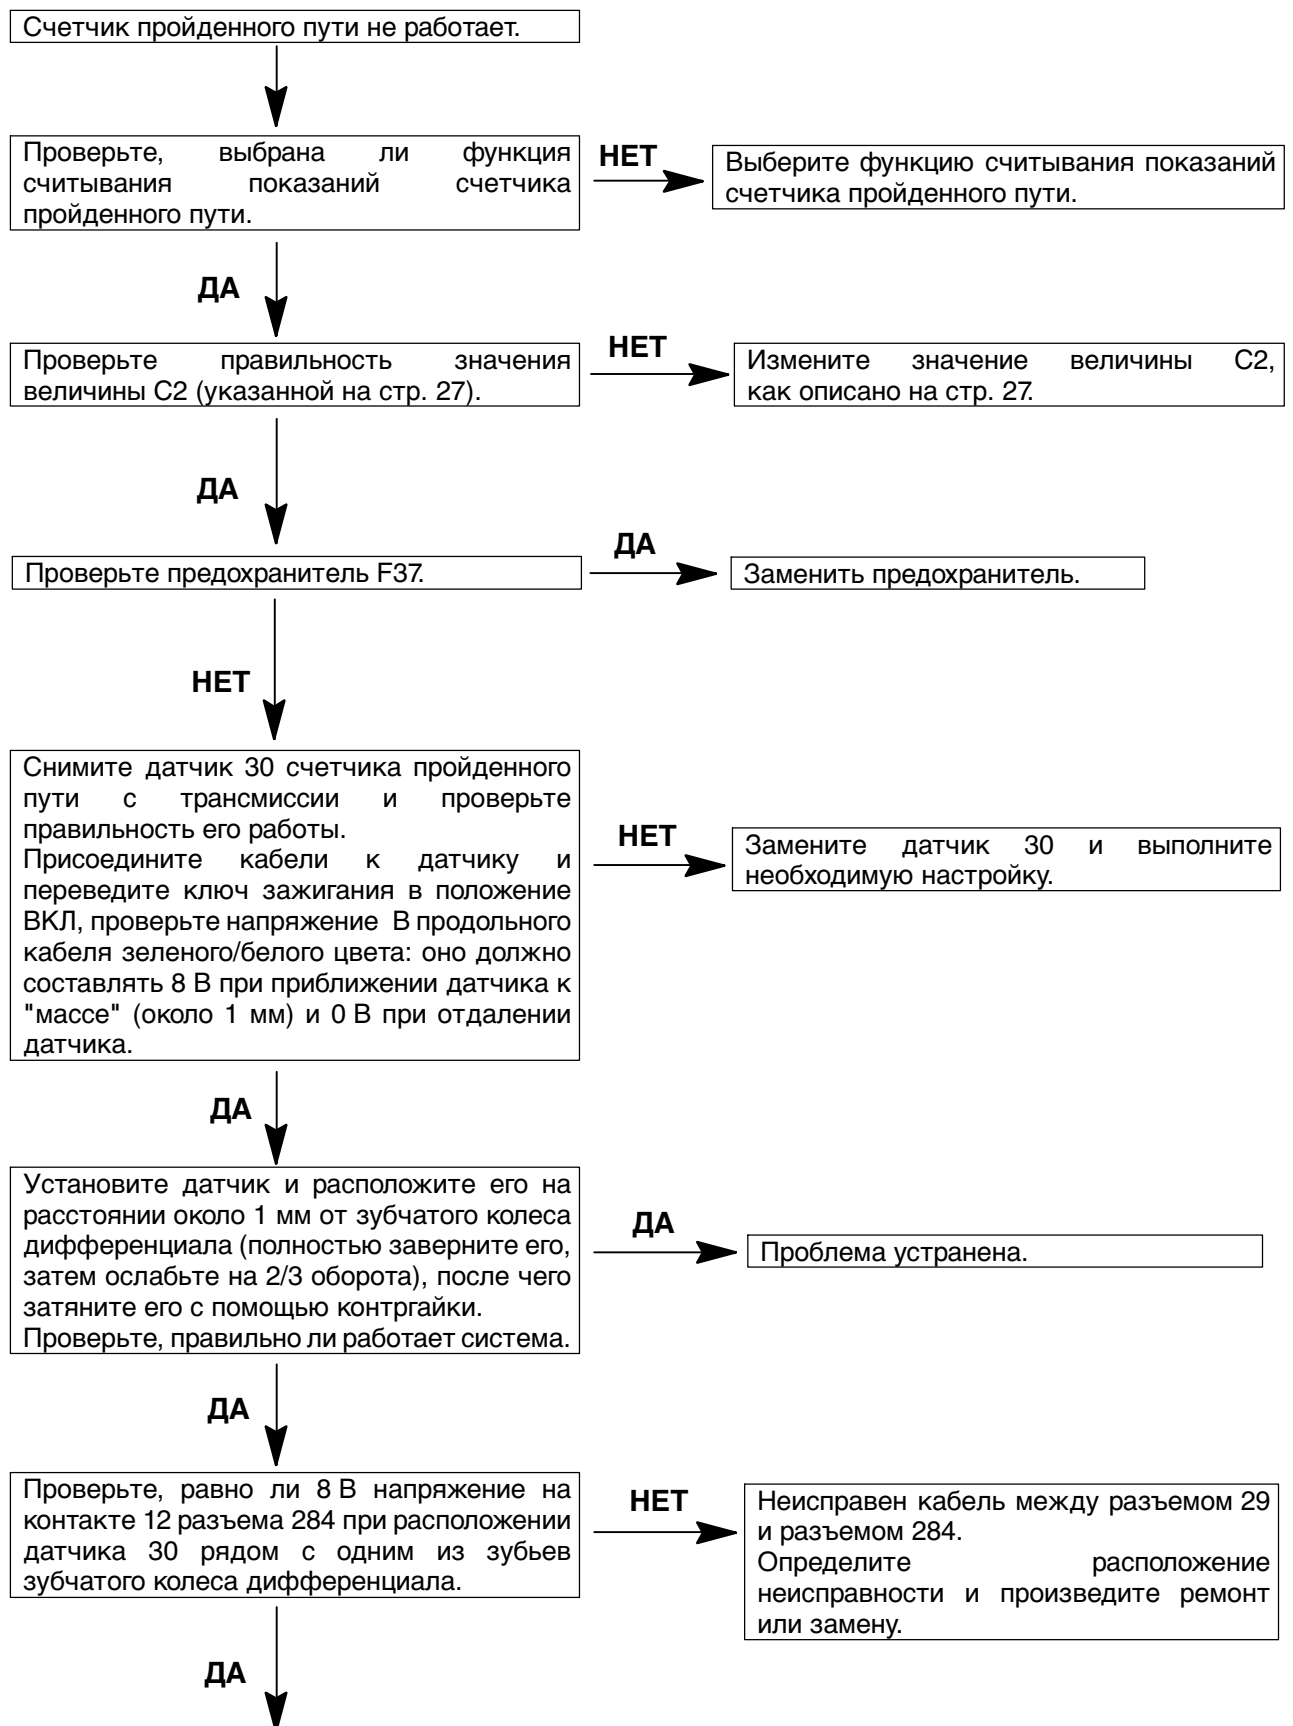 Счетчик пройденного пути не работает.
Проверьте, выбрана ли функция
считывания показаний счетчика
пройденного пути.
НЕТ
Выберите функцию считывания показаний
счетчика пройденного пути.
ДА
Проверьте правильность значения
величины С2 (указанной на стр. 27).
НЕТ
Измените значение величины С2,
как описано на стр. 27.
ДА
Проверьте предохранитель F37.
ДА
Заменить предохранитель.
НЕТ
Снимите датчик 30 счетчика пройденного
пути с трансмиссии и проверьте
правильность его работы.
Присоедините кабели к датчику и
переведите ключ зажигания в положение
ВКЛ, проверьте напряжение В продольного
кабеля зеленого/белого цвета: оно должно
составлять 8 В при приближении датчика к
"массе" (около 1 мм) и 0 В при отдалении
датчика.
НЕТ
Замените датчик 30 и выполните
необходимую настройку.
ДА
Установите датчик и расположите его на
расстоянии около 1 мм от зубчатого колеса
дифференциала (полностью заверните его,
затем ослабьте на 2/3 оборота), после чего
затяните его с помощью контргайки.
Проверьте, правильно ли работает система.
ДА
Проблема устранена.
ДА
Проверьте, равно ли 8 В напряжение на
контакте 12 разъема 284 при расположении
датчика 30 рядом с одним из зубьев
зубчатого колеса дифференциала.
НЕТ
Неисправен кабель между разъемом 29
и разъемом 284.
Определите расположение
неисправности и произведите ремонт
или замену.
ДА